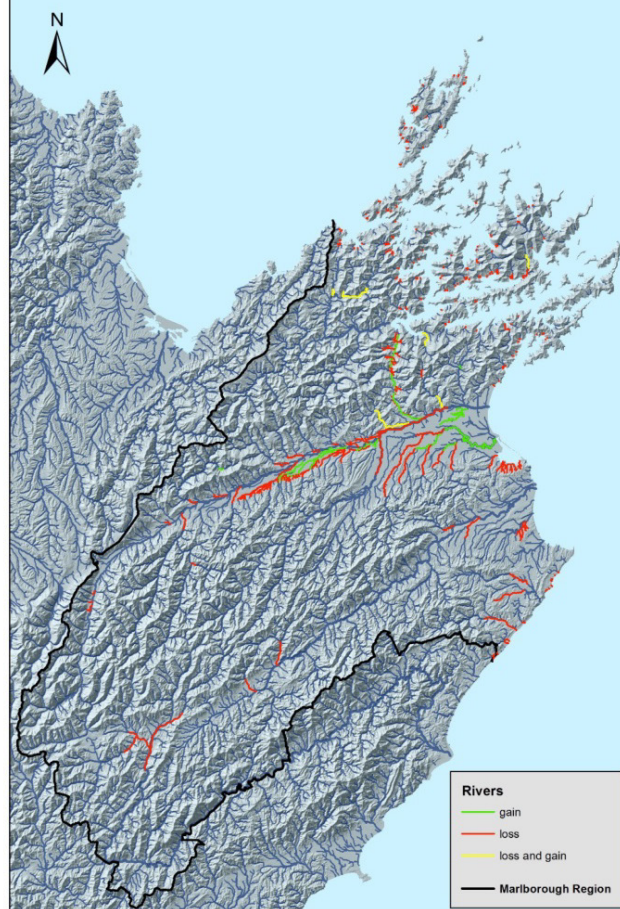 N
Rivers
gain
loss
loss and gain
Marlborough Region